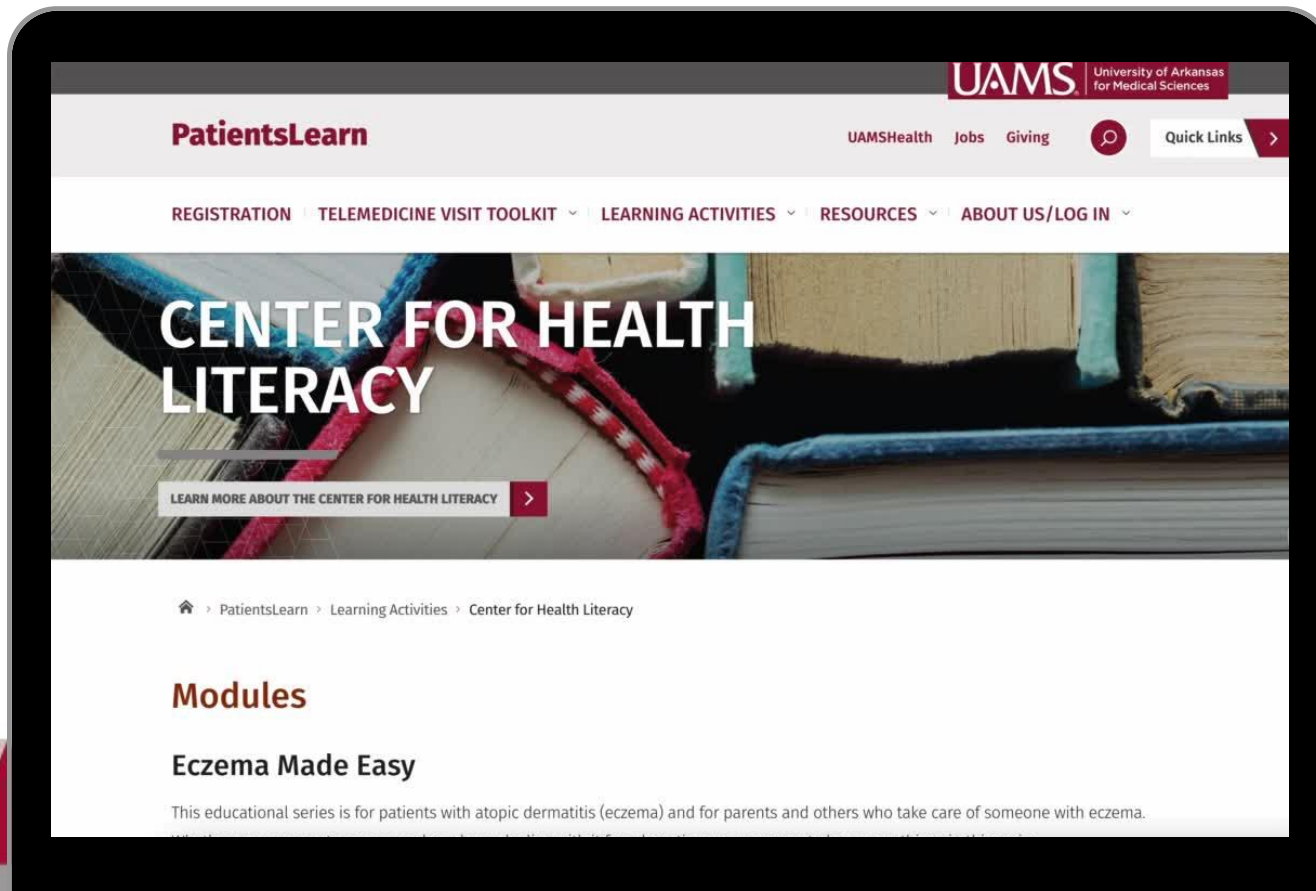 UAMS
University of Arkansas
for Medical Sciences
PatientsLearn
UAMSHealth Jobs Giving
Quick Links
REGISTRATION TELEMEDICINE VISIT TOOLKIT LEARNING ACTIVITIES RESOURCES ABOUT US/LOG IN
CENTER FOR HEALTH
LITERACY
LEARN MORE ABOUT THE CENTER FOR HEALTH LITERACY
PatientsLearn > Learning Activities > Center for Health Literacy
Modules
Eczema Made Easy
This educational series is for patients with atopic dermatitis (eczema) and for parents and others who take care of someone with eczema.